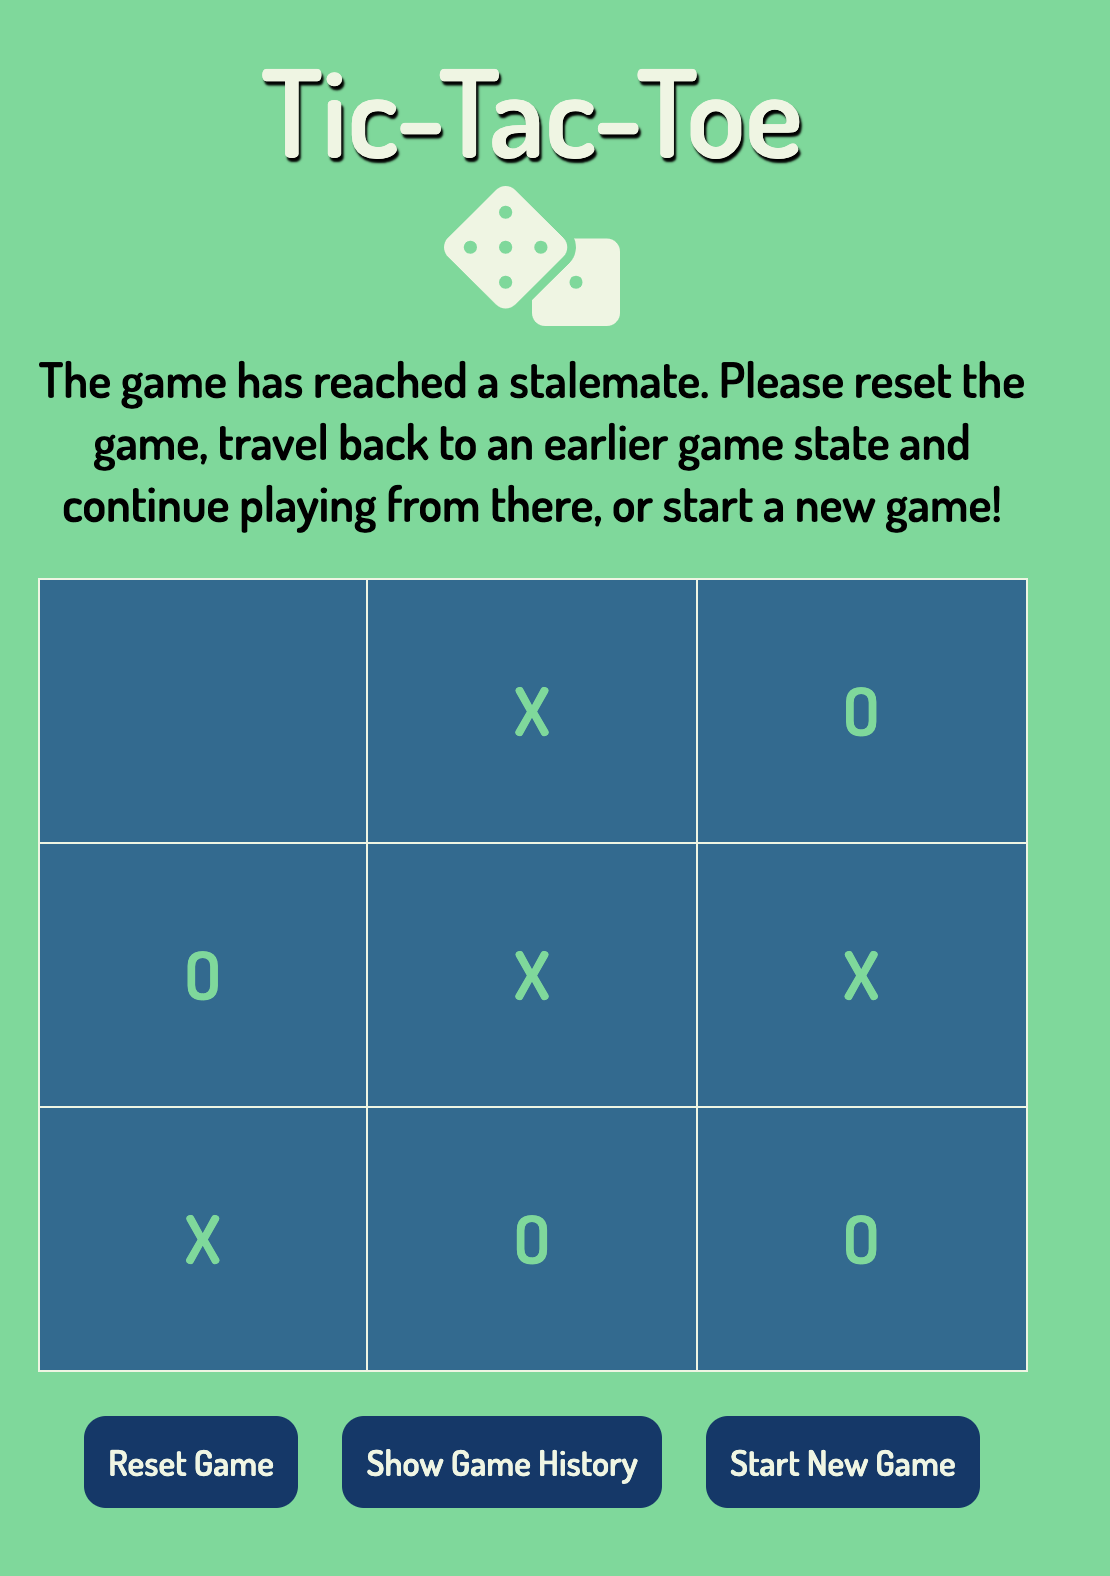 Tic-Tac-Toe
The game has reached a stalemate. Please reset the
game, travel back to an earlier game state and
continue playing from there, or start a new game!
X O
O X X
X O O
Reset Game Show Game History Start New Game